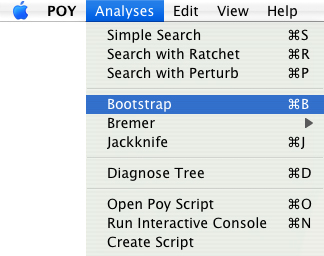 POY Analyses Edit View Help
Simple Search ⌘S
Search with Ratchet ⌘R
Search with Perturb ⌘P
Bootstrap ⌘B
Bremer
Jackknife ⌘J
Diagnose Tree ⌘D
Open Poy Script ⌘O
Run Interactive Console ⌘N
Create Script